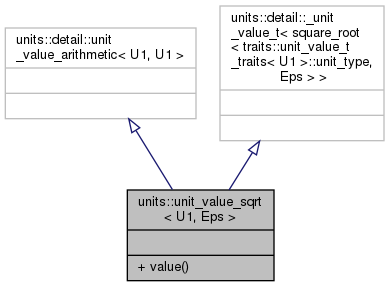 units::detail::unit
_value_arithmetic< U1, U1 >
units::detail::_unit
_value_t< square_root
< traits::unit_value_t
_traits< U1 >::unit_type,
Eps > >
units::unit_value_sqrt
< U1, Eps >
+ value()